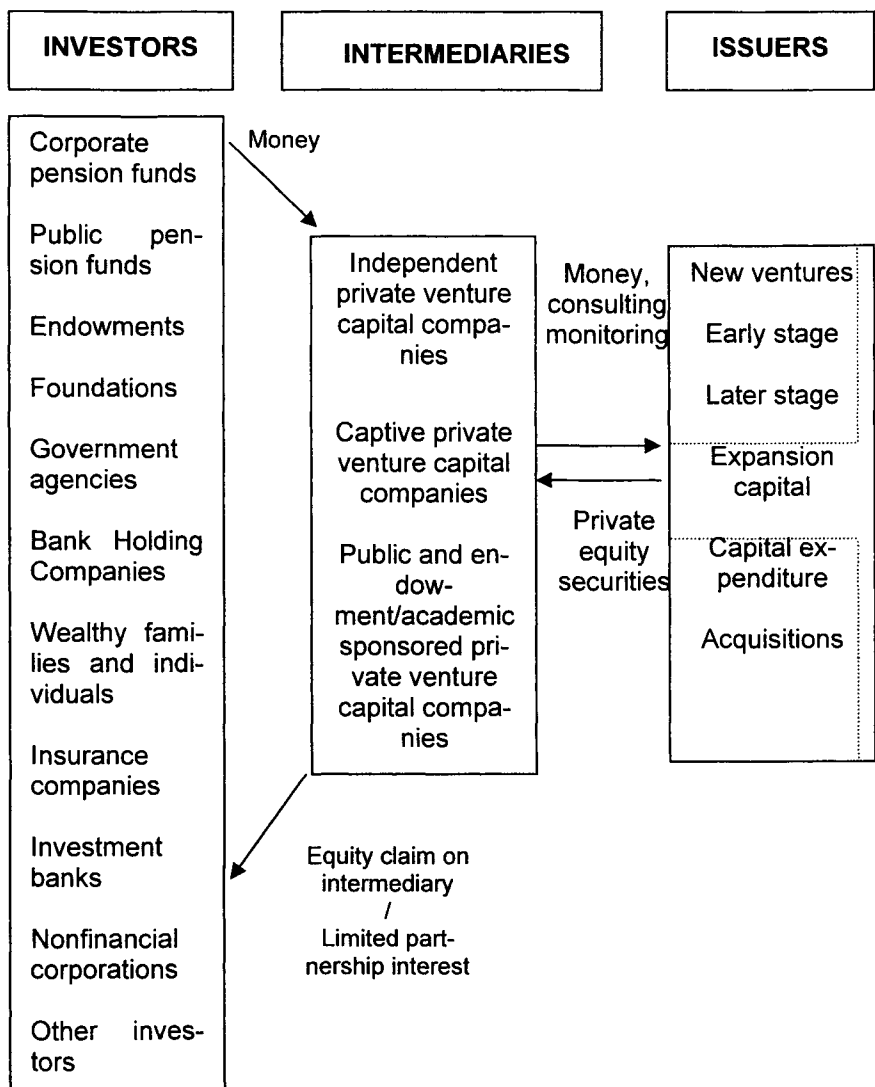 INVESTORS
INTERMEDIARIES
ISSUERS
Corporate
pension funds
Public pen-
sion funds
Endowments
Foundations
Government
agencies
Bank Holding
Companies
Wealthy fami-
lies and indi-
viduals
Insurance
companies
Investment
banks
Nonfinancial
corporations
Other inves-
tors
Money
Independent
private venture
capital compa-
nies
Captive private
venture capital
companies
Public and en-
dow-
ment/academic
sponsored pri-
vate venture
capital compa-
nies
Equity claim on
intermediary
/
Limited part-
nership interest
Money,
consulting
monitoring
Private
equity
securities
New ventures
Early stage
Later stage
Expansion
capital
Capital ex-
penditure
Acquisitions